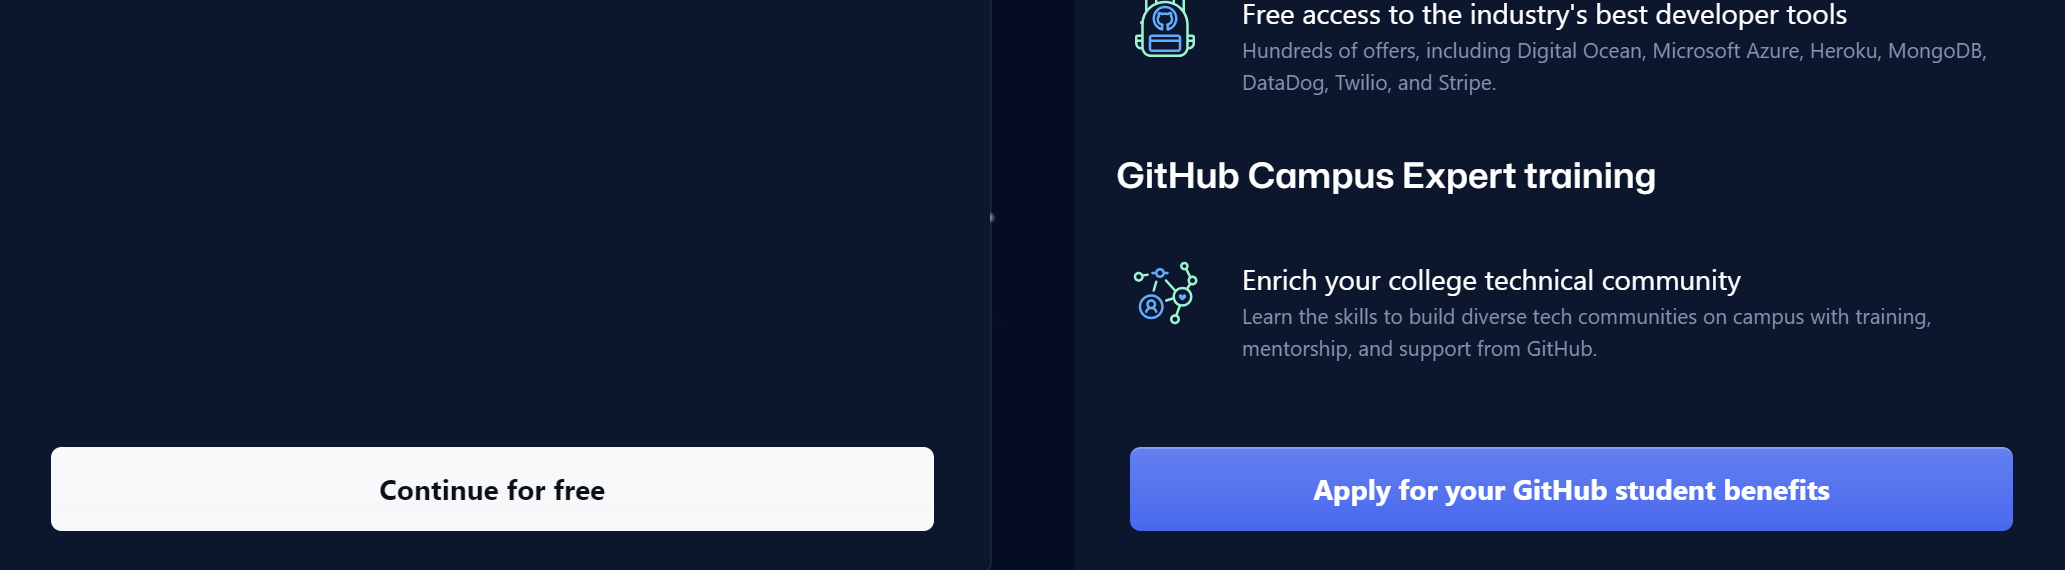 Free access to the industry's best developer tools
Hundreds of offers, including Digital Ocean, Microsoft Azure, Heroku, MongoDB,
DataDog, Twilio, and Stripe.
GitHub Campus Expert training
Enrich your college technical community
Learn the skills to build diverse tech communities on campus with training,
mentorship, and support from GitHub.
Continue for free
Apply for your GitHub student benefits